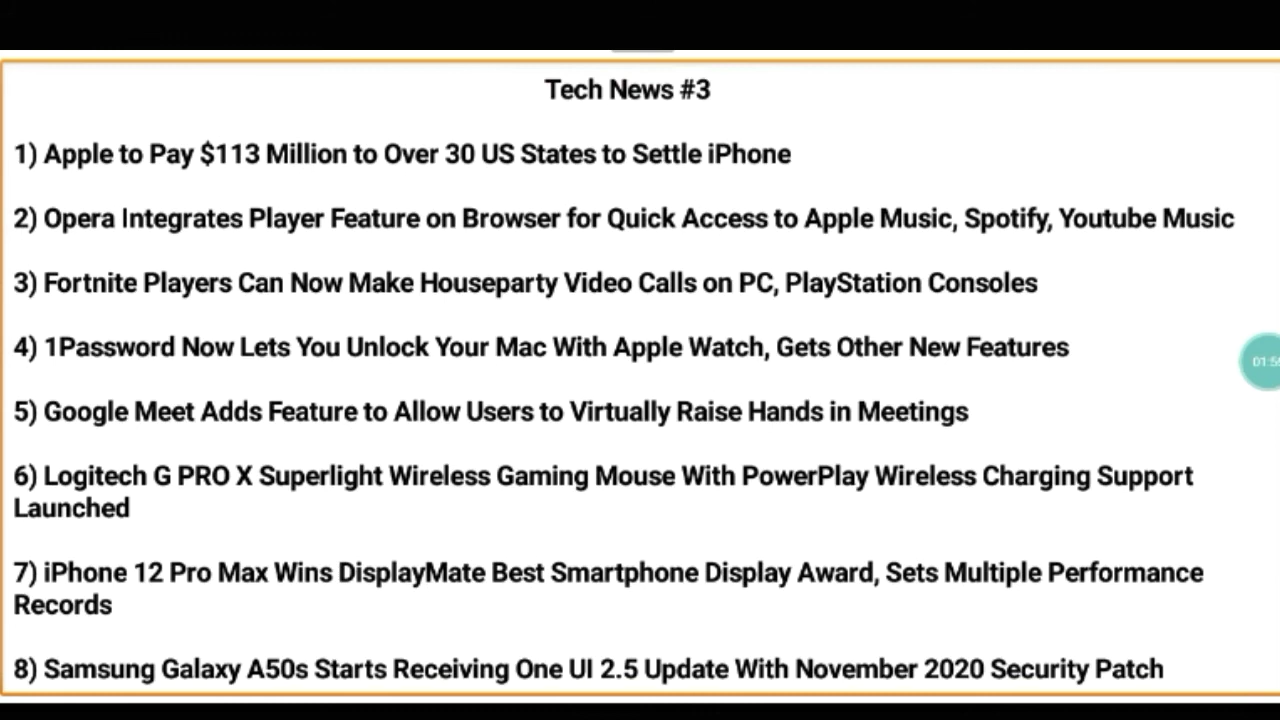 Tech News #3
1) Apple to Pay $113 Million to Over 30 US States to Settle iPhone
2) Opera Integrates Player Feature on Browser for Quick Access to Apple Music, Spotify, Youtube Music
3) Fortnite Players Can Now Make Houseparty Video Calls on PC, PlayStation Consoles
4) 1Password Now Lets You Unlock Your Mac With Apple Watch, Gets Other New Features
5) Google Meet Adds Feature to Allow Users to Virtually Raise Hands in Meetings
6) Logitech G PRO X Superlight Wireless Gaming Mouse With PowerPlay Wireless Charging Support
Launched
7) iPhone 12 Pro Max Wins DisplayMate Best Smartphone Display Award, Sets Multiple Performance
Records
8) Samsung Galaxy A50s Starts Receiving One UI 2.5 Update With November 2020 Security Patch